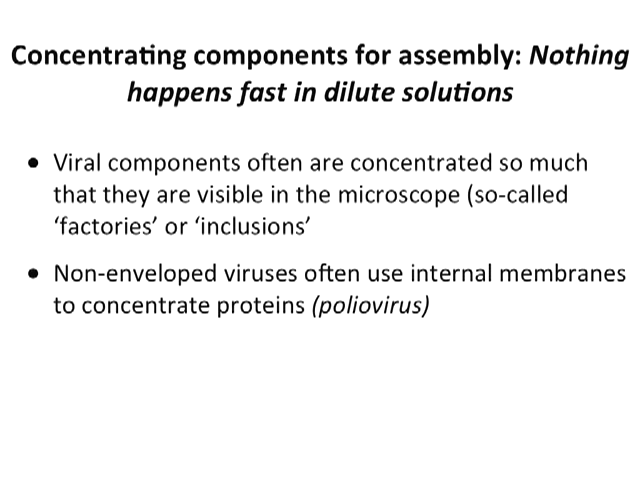 Concentrating components for assembly: Nothing
happens fast in dilute solutions
• Viral components often are concentrated so much
that they are visible in the microscope (so-called
‘factories’ or ‘inclusions’
• Non-enveloped viruses often use internal membranes
to concentrate proteins (poliovirus)